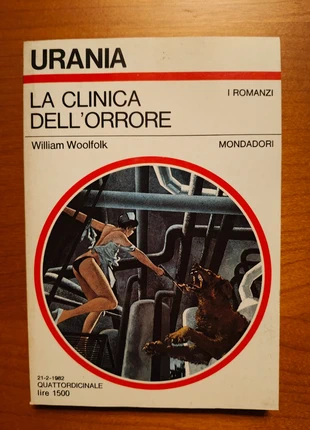 URANIA
LA CLINICA
DELL'ORRORE
I ROMANZI
William Woolfolk
MONDADORI
21-2-1982
QUATTORDICINALE
lire 1500